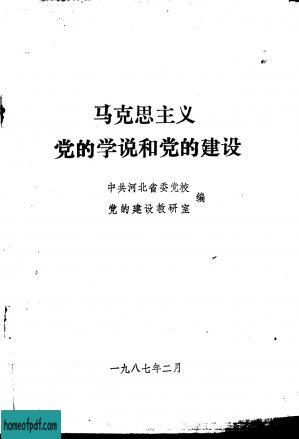 马克思主义
党的学说和党的建设
中共河北省委党校
党的建设教研室
编
一九八七年二月
homeofpdf.com